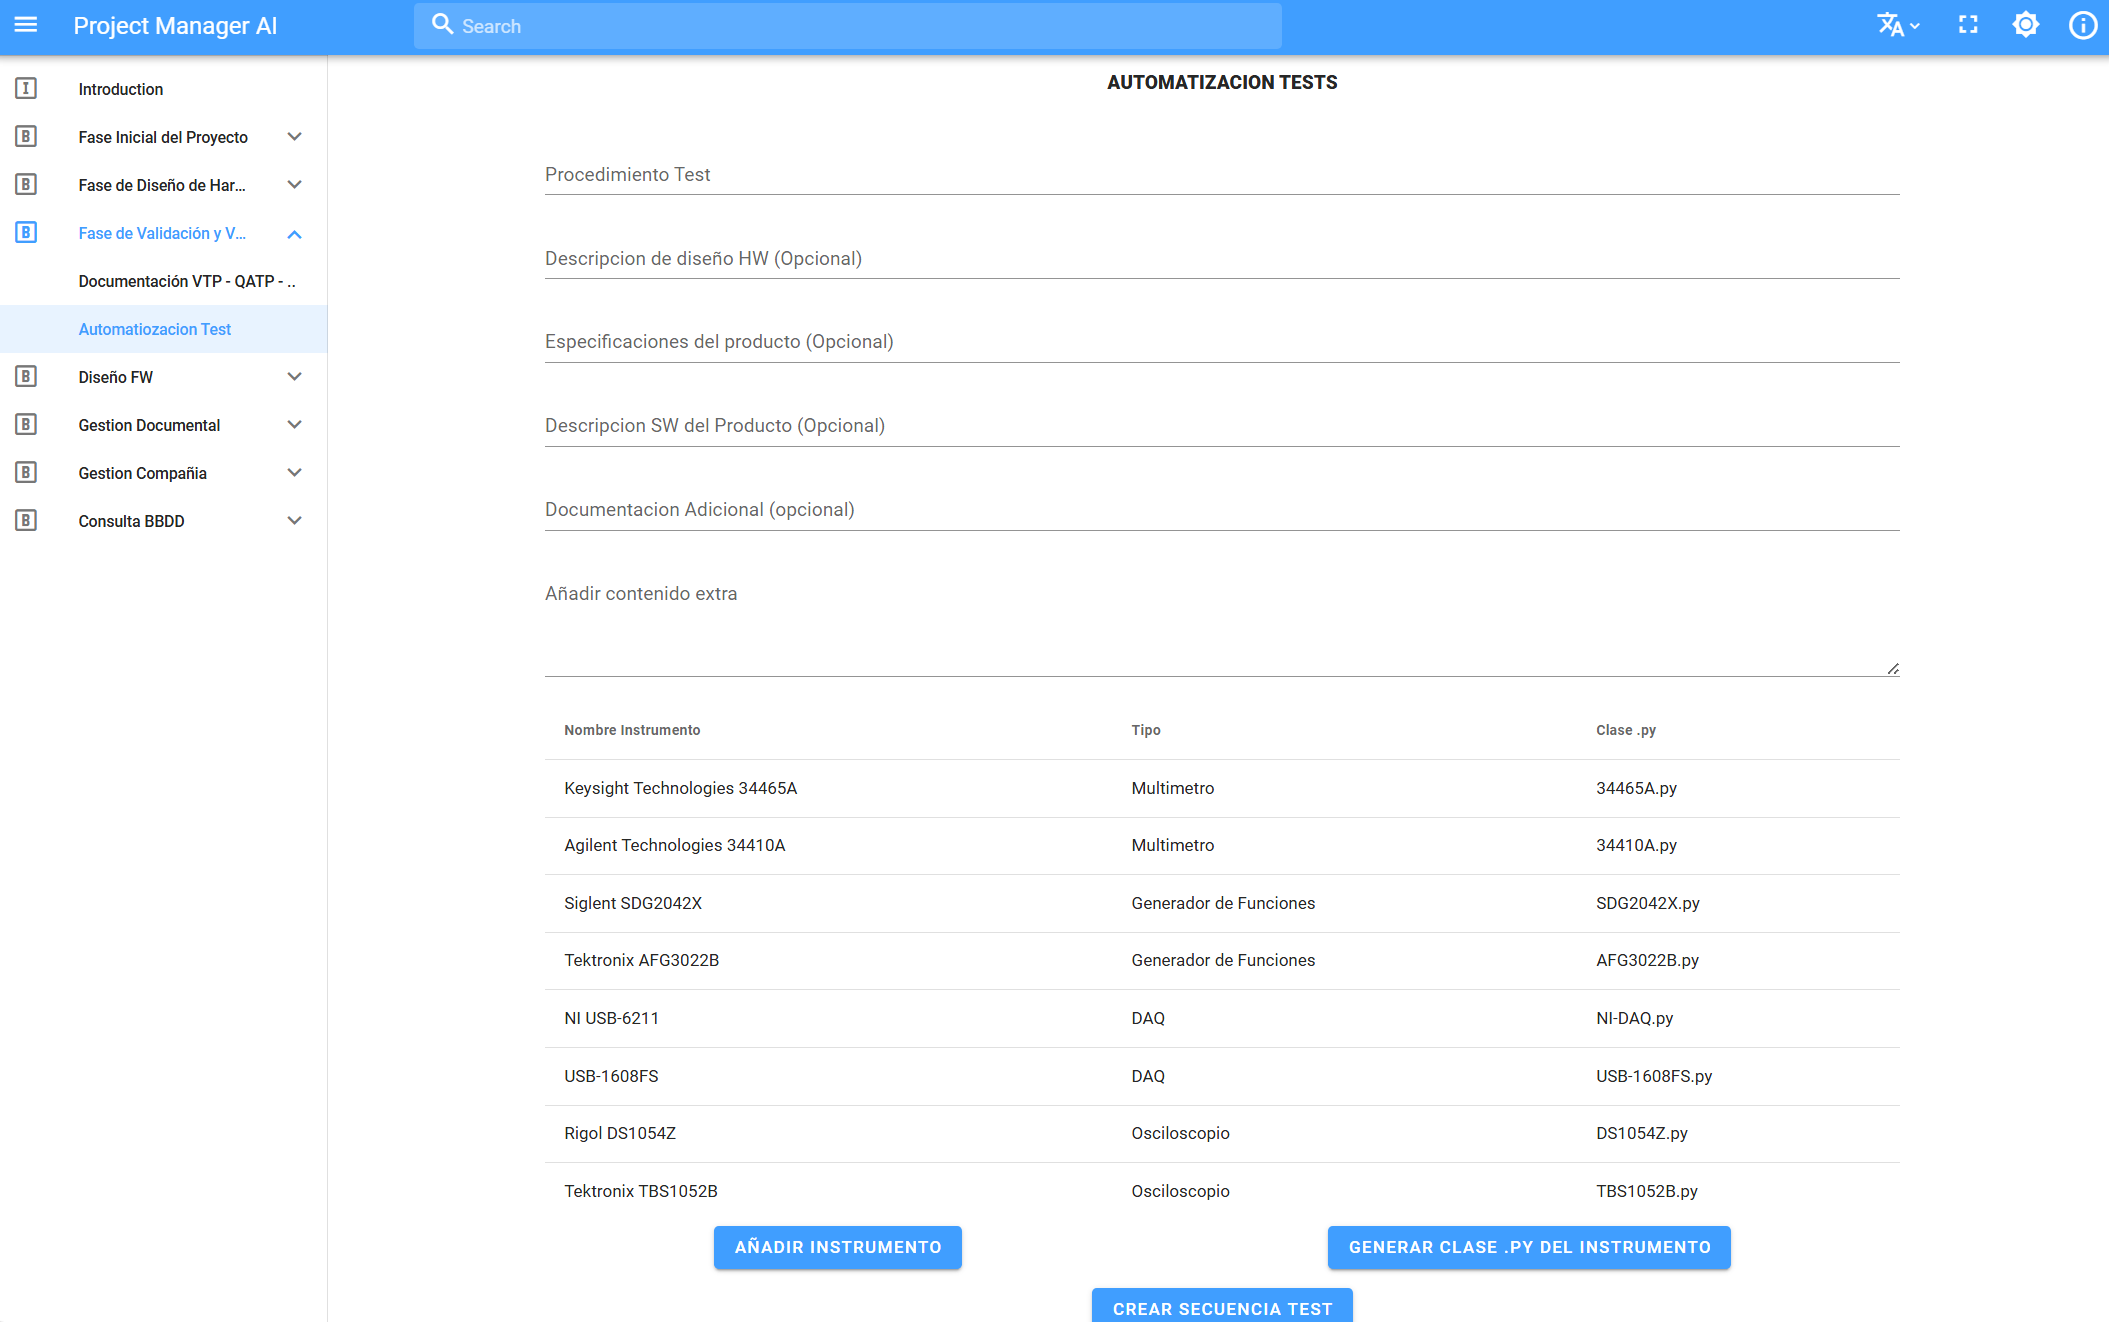 Project Manager AI
Search
Introduction
Fase Inicial del Proyecto
Fase de Diseño de Har...
Fase de Validación y V...
Documentación VTP - QATP - ..
Automatiozacion Test
Diseño FW
Gestion Documental
Gestion Compañia
Consulta BBDD
AUTOMATIZACION TESTS
Procedimiento Test
Descripcion de diseño HW (Opcional)
Especificaciones del producto (Opcional)
Descripcion SW del Producto (Opcional)
Documentacion Adicional (opcional)
Añadir contenido extra
Nombre Instrumento Tipo Clase .py
Keysight Technologies 34465A Multimetro 34465A.py
Agilent Technologies 34410A Multimetro 34410A.py
Siglent SDG2042X Generador de Funciones SDG2042X.py
Tektronix AFG3022B Generador de Funciones AFG3022B.py
NI USB-6211 DAQ NI-DAQ.py
USB-1608FS DAQ USB-1608FS.py
Rigol DS1054Z Osciloscopio DS1054Z.py
Tektronix TBS1052B Osciloscopio TBS1052B.py
AÑADIR INSTRUMENTO GENERAR CLASE .PY DEL INSTRUMENTO
CREAR SECUENCIA TEST